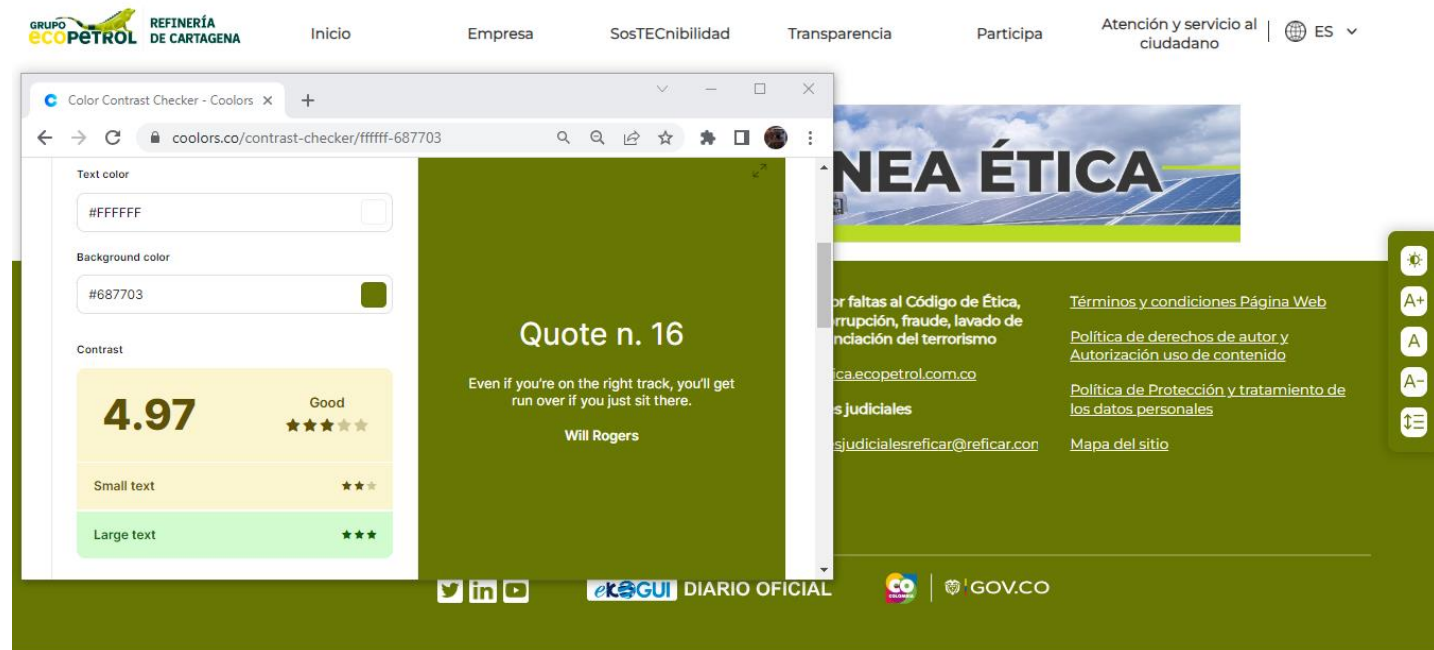 GRUPO
ecoPETROL
REFINERÍA
DE CARTAGENA
Inicio
Empresa
SosTECnibilidad
Transparencia
Participa
Atención y servicio al
ciudadano
ES
Color Contrast Checker - Coolors
coolors.co/contrast-checker/ffffff-687703
Text color
#FFFFFF
Background color
#687703
Contrast
4.97
Good
Small text
Large text
Quote n. 16
Even if you're on the right track, you'll get
run over if you just sit there.
Will Rogers
NEA ÉTICA
or faltas al Código de Ética,
rrupción, fraude, lavado de
nciación del terrorismo
ica.ecopetrol.com.co
s judiciales
sjudicialesreficar@reficar.con
Términos y condiciones Página Web
Política de derechos de autor y
Autorización uso de contenido
Política de Protección y tratamiento de
los datos personales
Mapa del sitio
A+
A
A-
in
eKOGUI
DIARIO OFICIAL
CO
COLOMBIA
GOV.CO